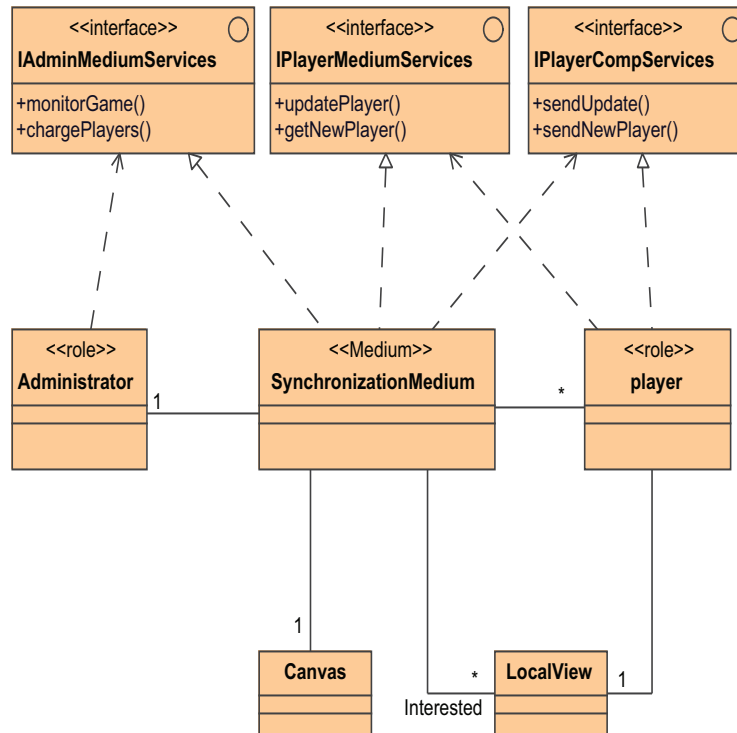 <<interface>>
IAdminMediumServices
+monitorGame()
+chargePlayers()
<<interface>>
IPlayerMediumServices
+updatePlayer()
+getNewPlayer()
<<interface>>
IPlayerCompServices
+sendUpdate()
+sendNewPlayer()
<<role>>
Administrator
1
<<Medium>>
SynchronizationMedium
*
<<role>>
player
1
Canvas
*
Interested
LocalView
1